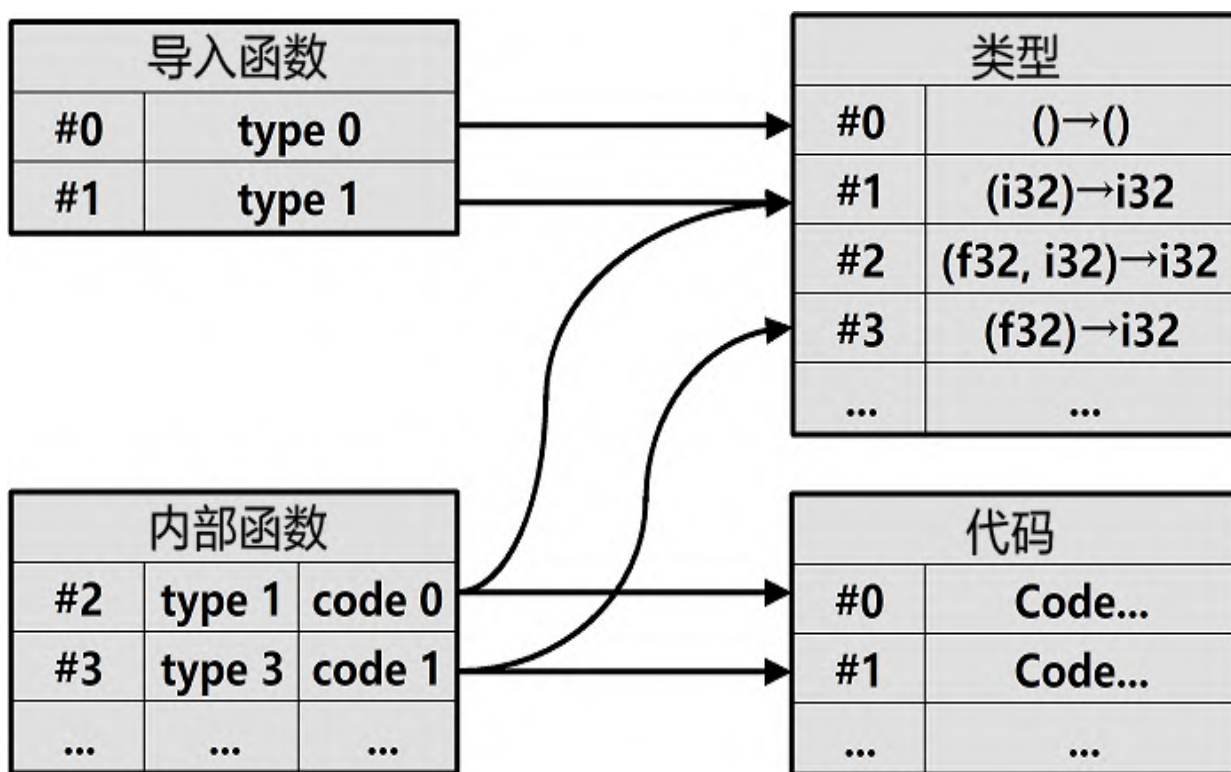 导入函数
#0 type 0
#1 type 1
类型
#0 ()→()
#1 (i32)→i32
#2 (f32, i32)→i32
#3 (f32)→i32
... ...
内部函数
#2 type 1 code 0
#3 type 3 code 1
... ... ...
代码
#0 Code...
#1 Code...
... ...